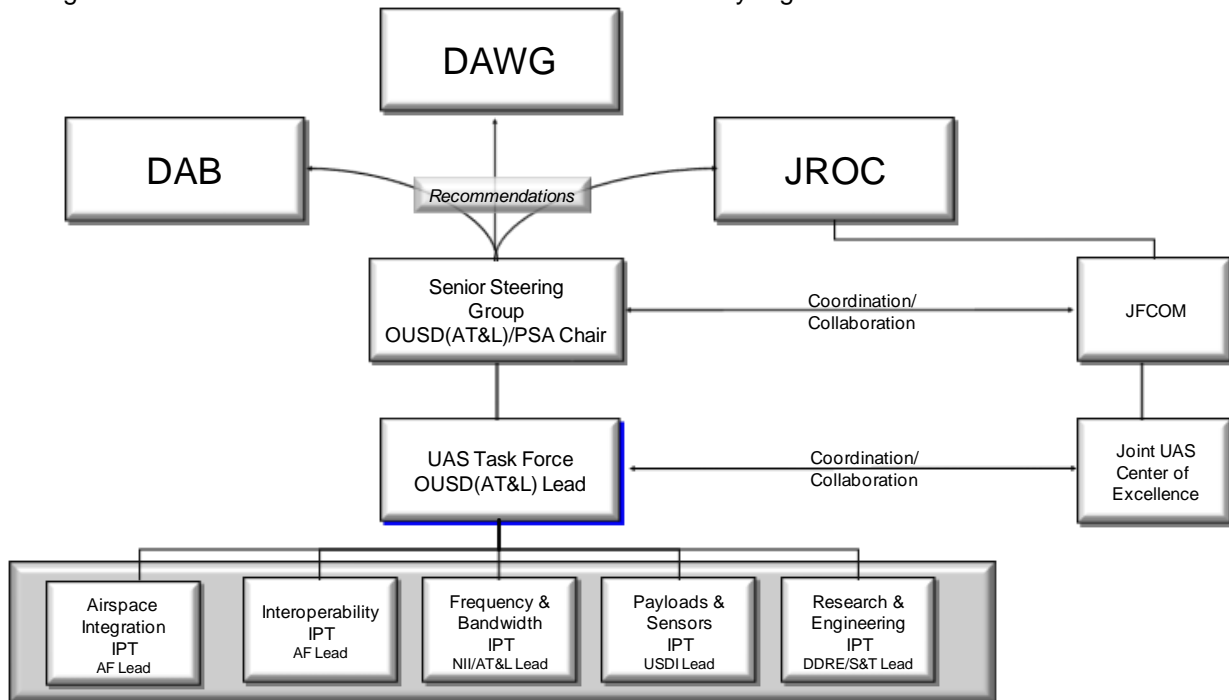 DAWG
DAB
JROC
Recommendations
Senior Steering
Group
OUSD(AT&L)/PSA Chair
Coordination/
Collaboration
JFCOM
UAS Task Force
OUSD(AT&L) Lead
Coordination/
Collaboration
Joint UAS
Center of
Excellence
Airspace
Integration
IPT
AF Lead
Interoperability
IPT
AF Lead
Frequency &
Bandwidth
IPT
NII/AT&L Lead
Payloads &
Sensors
IPT
USDI Lead
Research &
Engineering
IPT
DDRE/S&T Lead